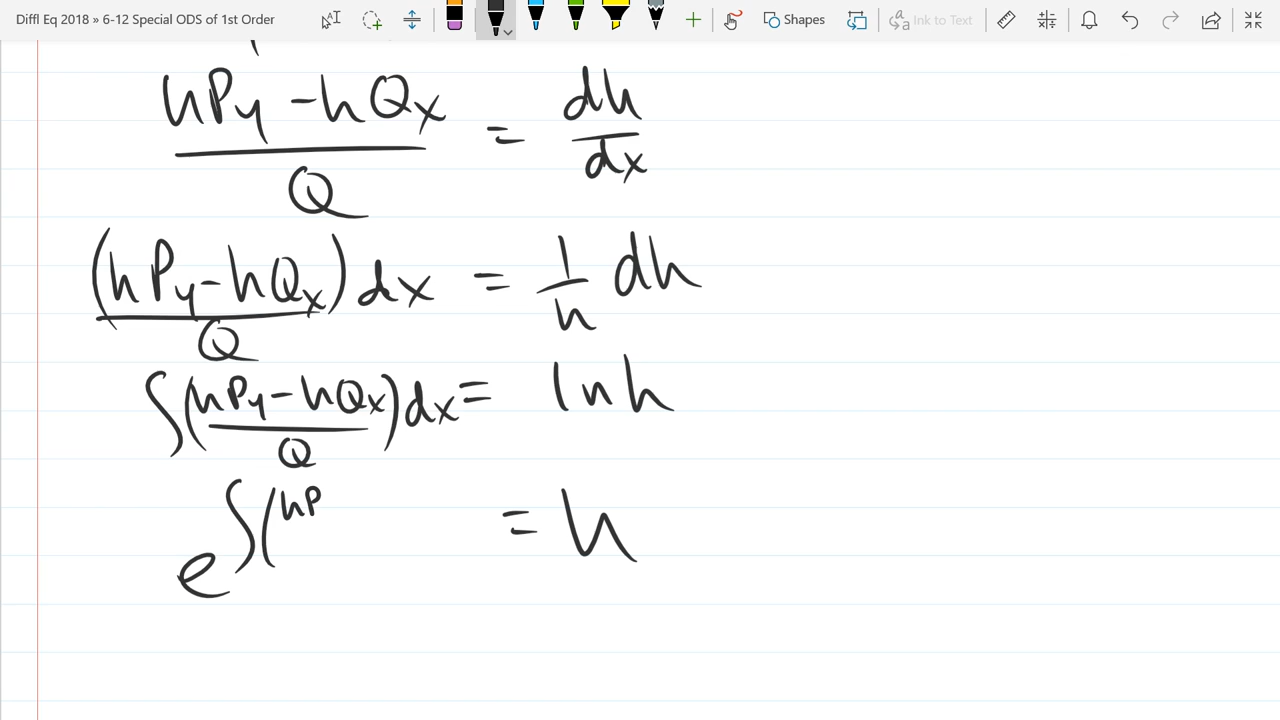 Diffl Eq 2018 » 6-12 Special ODS of 1st Order Shapes Ink to Text
hPy - hQx / Q = dh/dx
(hPy - hQx)/Q dx = 1/h dh
∫(hPy - hQx / Q)dx = ln h
e^∫(hP = h